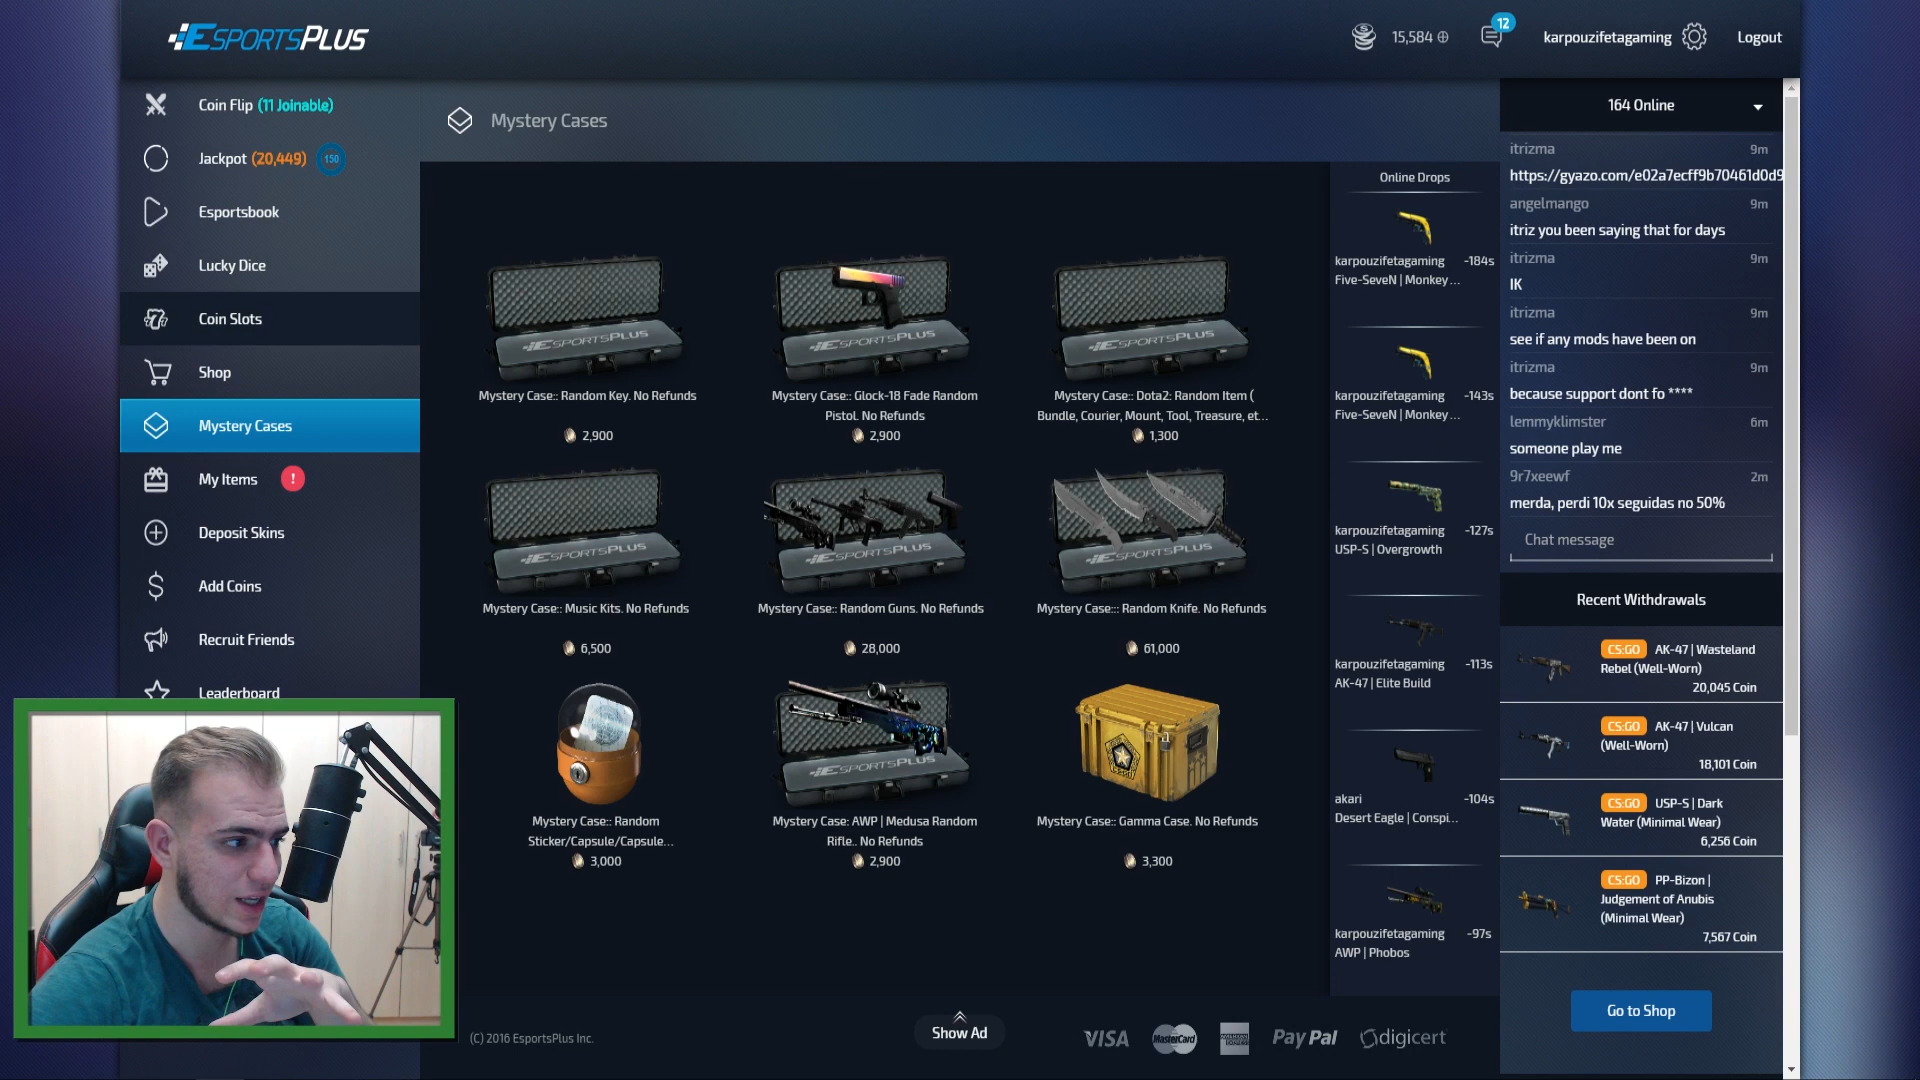 ESPORTSPLUS
15,584
12
karpouzifetagaming
Logout
Coin Flip (11 Joinable)
Jackpot (20,449) 150
Esportsbook
Lucky Dice
Coin Slots
Shop
Mystery Cases
My Items !
Deposit Skins
Add Coins
Recruit Friends
Leaderboard
Mystery Cases
ESPORTSPLUS
ESPORTSPLUS
ESPORTSPLUS
Mystery Case:: Random Key. No Refunds
2,900
Mystery Case:: Glock-18 Fade Random
Pistol. No Refunds
2,900
Mystery Case:: Dota2: Random Item (
Bundle, Courier, Mount, Tool, Treasure, et...
1,300
ESPORTSPLUS
ESPORTSPLUS
ESPORTSPLUS
Mystery Case:: Music Kits. No Refunds
6,500
Mystery Case:: Random Guns. No Refunds
28,000
Mystery Case::: Random Knife. No Refunds
61,000
ESPORTSPLUS
Mystery Case:: Random
Sticker/Capsule/Capsule...
3,000
Mystery Case: AWP | Medusa Random
Rifle.. No Refunds
2,900
Mystery Case:: Gamma Case. No Refunds
3,300
Online Drops
karpouzifetagaming -184s
Five-SeveN | Monkey ...
karpouzifetagaming -143s
Five-SeveN | Monkey ...
karpouzifetagaming -127s
USP-S | Overgrowth
karpouzifetagaming -113s
AK-47 | Elite Build
akari -104s
Desert Eagle | Conspi...
karpouzifetagaming -97s
AWP | Phobos
164 Online
itrizma 9m
https://gyazo.com/e02a7ecff9b70461d0d9
angelmango 9m
itriz you been saying that for days
itrizma 9m
IK
itrizma 9m
see if any mods have been on
itrizma 9m
because support dont fo ****
lemmyklimster 6m
someone play me
9r7xeewf 2m
merda, perdi 10x seguidas no 50%
Chat message
Recent Withdrawals
CS:GO AK-47 | Wasteland
Rebel (Well-Worn)
20,045 Coin
CS:GO AK-47 | Vulcan
(Well-Worn)
18,101 Coin
CS:GO USP-S | Dark
Water (Minimal Wear)
6,256 Coin
CS:GO PP-Bizon |
Judgement of Anubis
(Minimal Wear)
7,567 Coin
Go to Shop
(C) 2016 EsportsPlus Inc.
Show Ad
VISA
MasterCard
PayPal
digicert